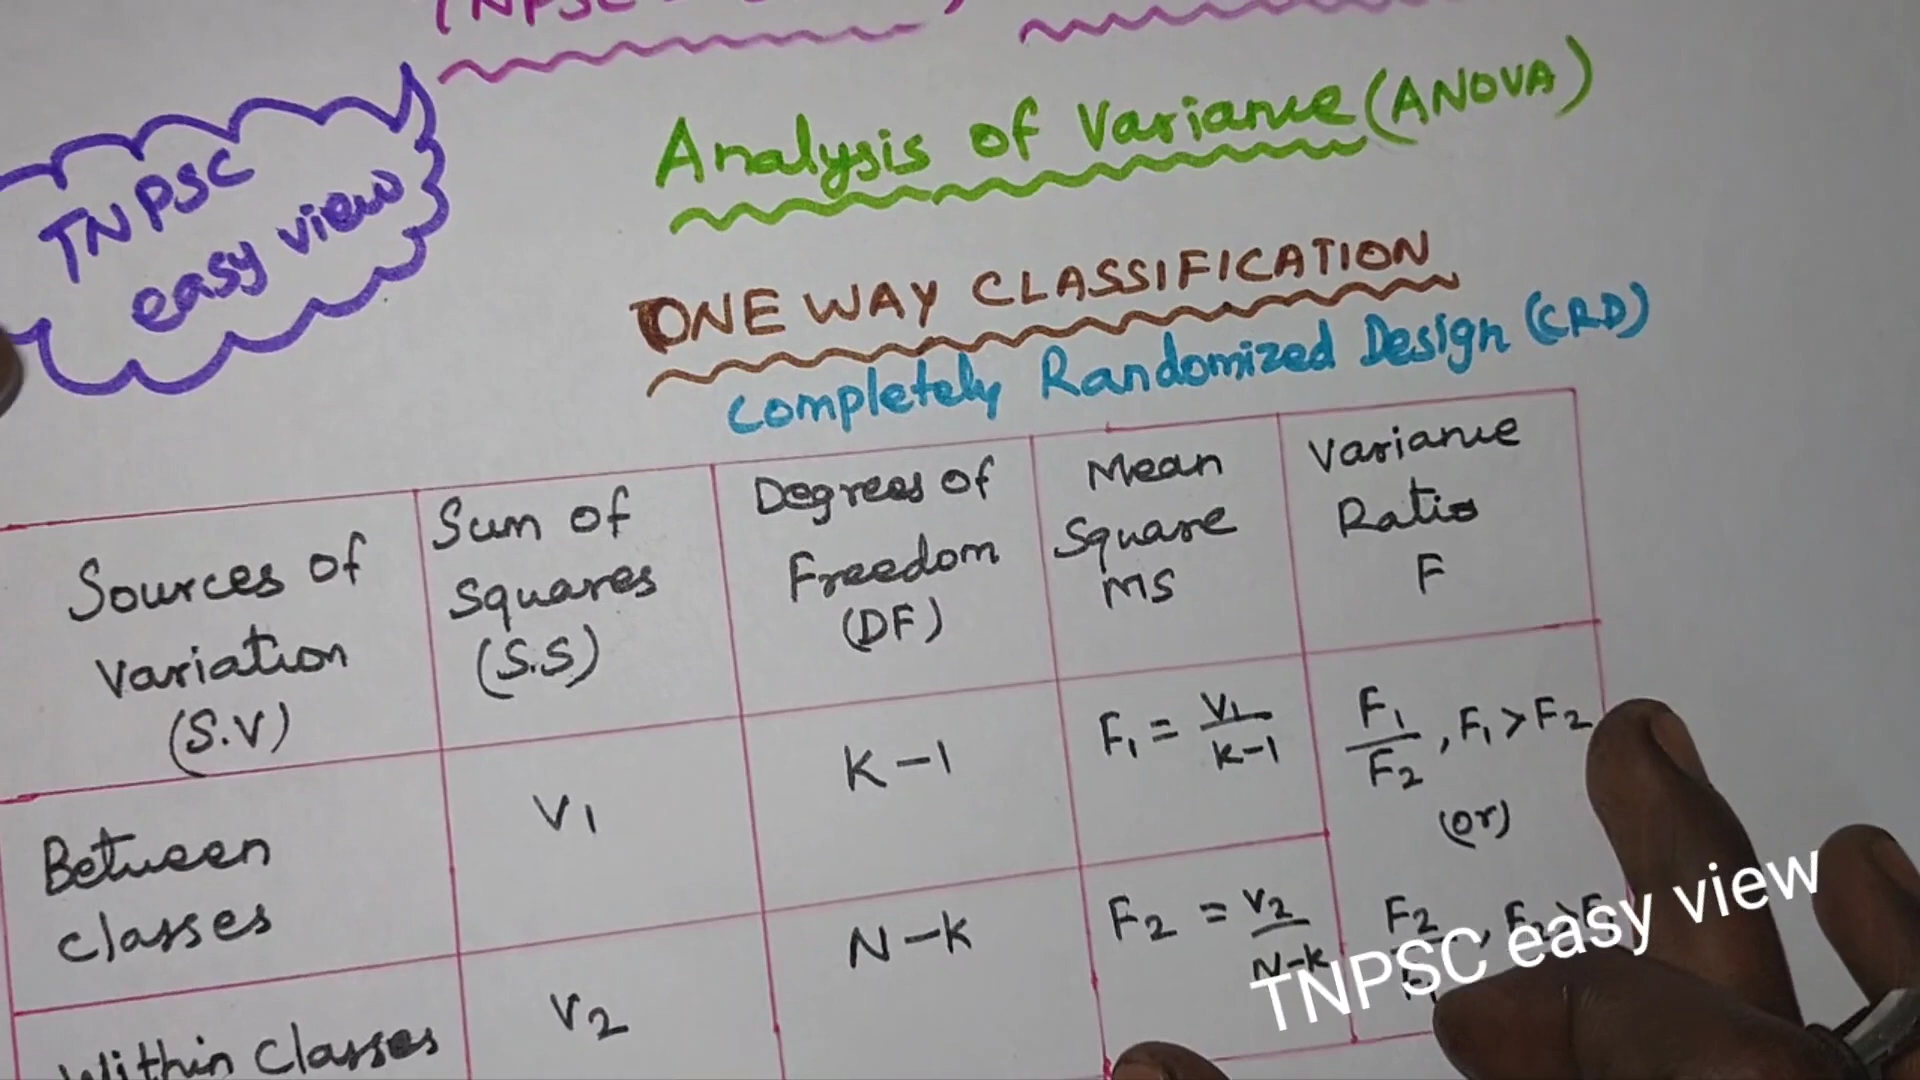 TNPSC
TNPSC
easy view
Analysis of Variance (ANOVA)
ONE WAY CLASSIFICATION
Completely Randomized Design (CRD)
Sources of
Variation
(S.V)
Sum of
Squares
(S.S)
Degrees of
Freedom
(DF)
Mean
Square
MS
Variance
Ratio
F
Between
classes
V1
K-1
F1 = V1/K-1
F1/F2, F1 > F2
(or)
Within classes
V2
N-K
F2 = V2/N-K
F2
TNPSC easy view